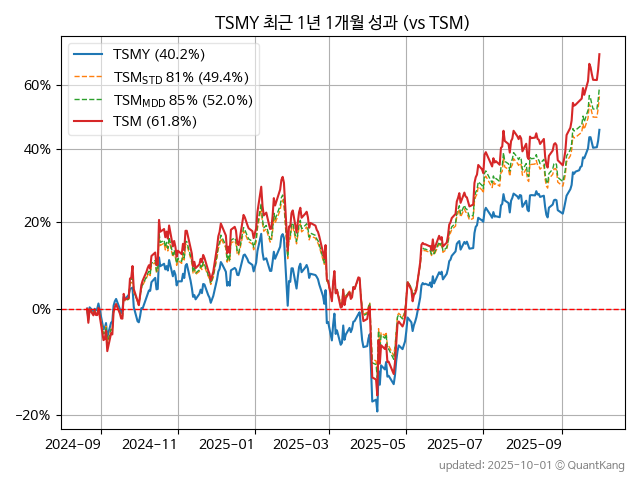 TSMY 최근 1년 1개월 성과 (vs TSM)
TSMY (40.2%)
TSM_STD 81% (49.4%)
TSM_MDD 85% (52.0%)
TSM (61.8%)
60%
40%
20%
0%
−20%
2024-09 2024-11 2025-01 2025-03 2025-05 2025-07 2025-09
updated: 2025-10-01 © QuantKang